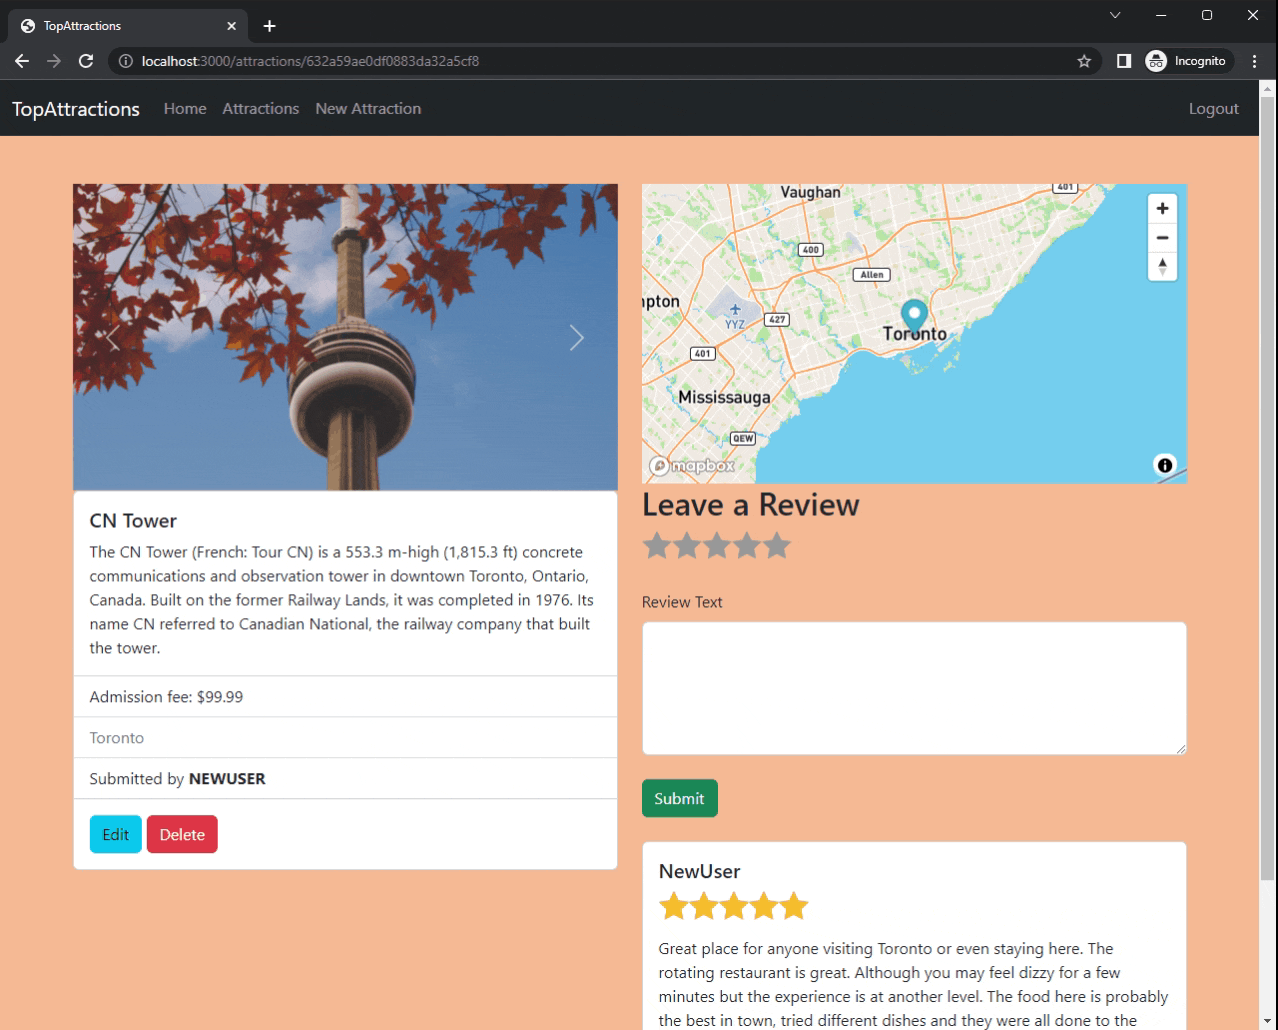 TopAttractions
localhost:3000/attractions/632a59ae0df0883da32a5cf8
Incognito
TopAttractions Home Attractions New Attraction Logout
Vaughan
401
400
Allen
mpton
YYZ
427
Toronto
401
Mississauga
QEW
mapbox
CN Tower
The CN Tower (French: Tour CN) is a 553.3 m-high (1,815.3 ft) concrete
communications and observation tower in downtown Toronto, Ontario,
Canada. Built on the former Railway Lands, it was completed in 1976. Its
name CN referred to Canadian National, the railway company that built
the tower.
Admission fee: $99.99
Toronto
Submitted by NEWUSER
Edit Delete
Leave a Review
Review Text
Submit
NewUser
Great place for anyone visiting Toronto or even staying here. The
rotating restaurant is great. Although you may feel dizzy for a few
minutes but the experience is at another level. The food here is probably
the best in town, tried different dishes and they were all done to the